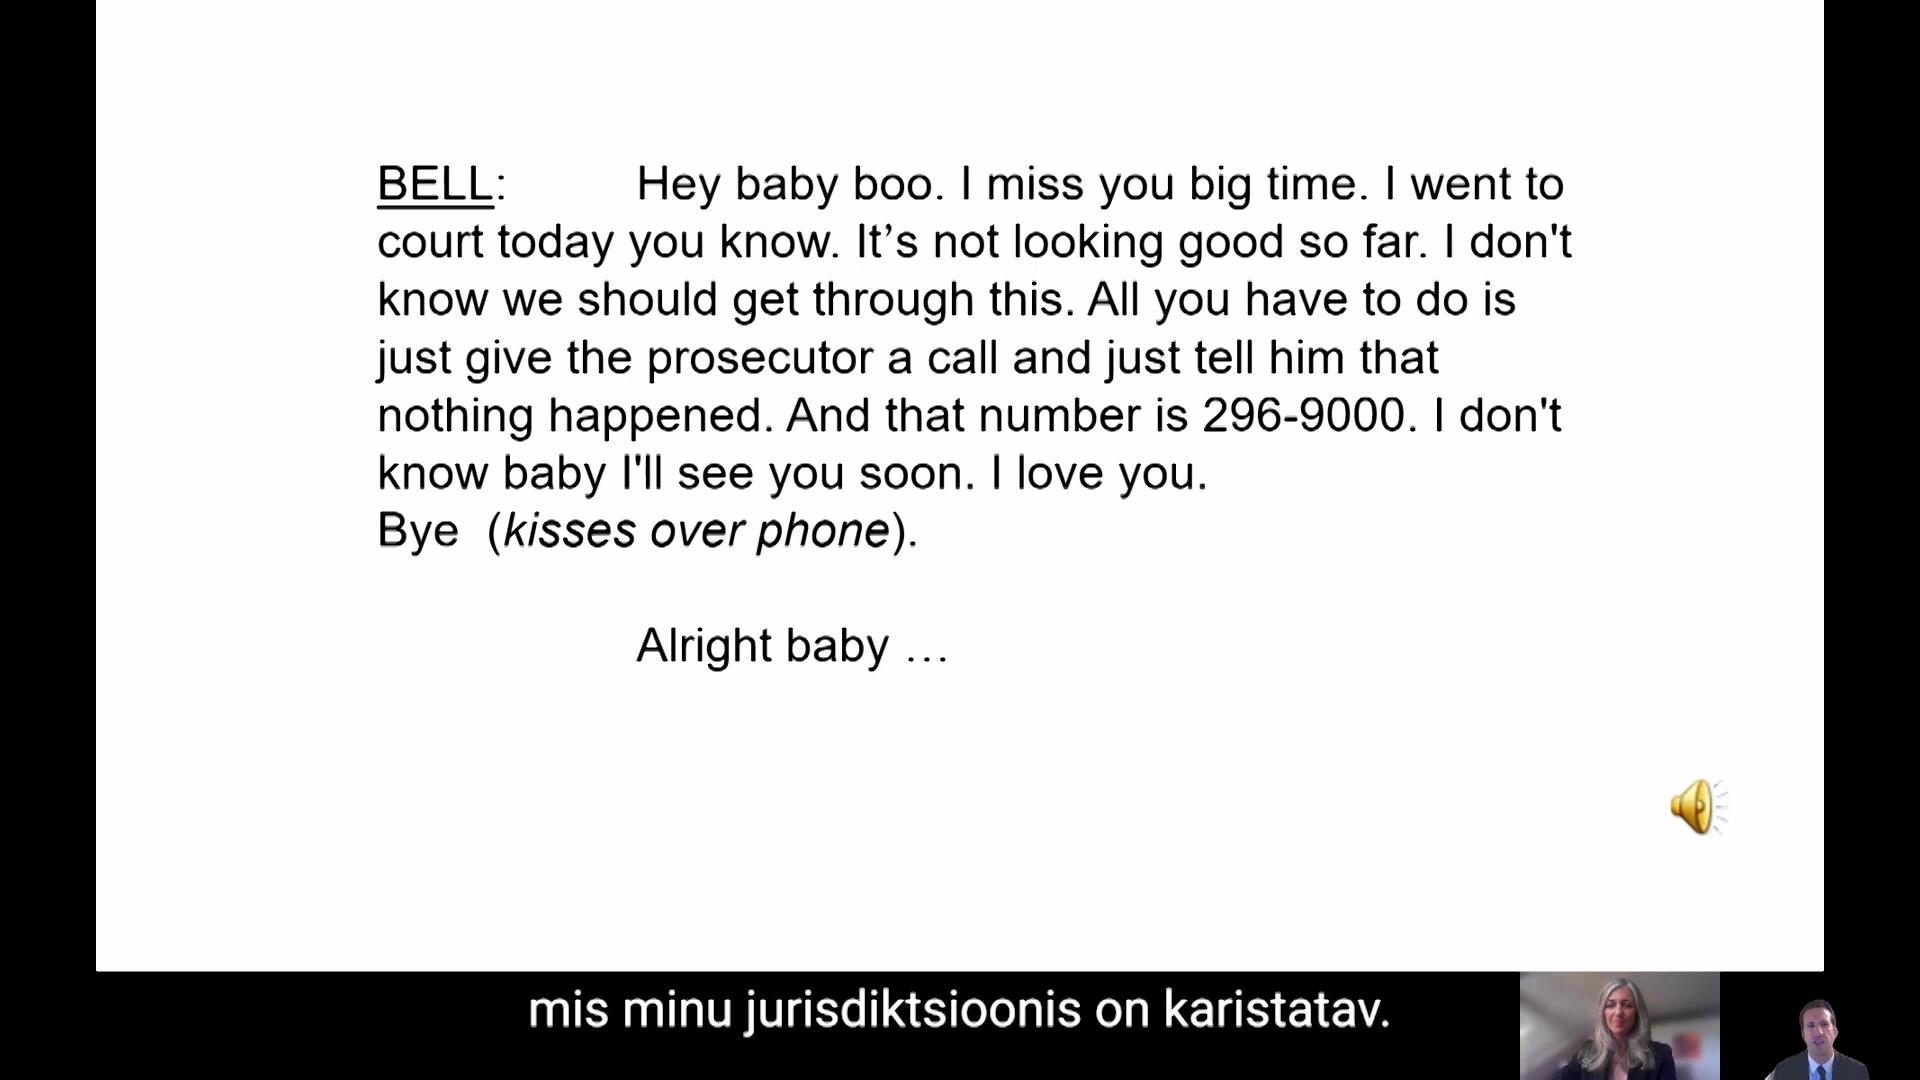 BELL: Hey baby boo. I miss you big time. I went to
court today you know. It’s not looking good so far. I don't
know we should get through this. All you have to do is
just give the prosecutor a call and just tell him that
nothing happened. And that number is 296-9000. I don't
know baby I'll see you soon. I love you.
Bye (kisses over phone).
Alright baby …
mis minu jurisdiktsioonis on karistatav.